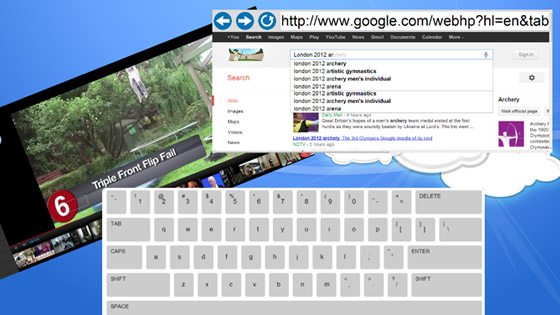 http://www.google.com/webhp?hl=en&tab
+You Search Images Maps Play YouTube News Gmail Documents Calendar More
London 2012 archery
Sign in
london 2012 archery
london 2012 artistic gymnastics
london 2012 archery men's individual
london 2012 arena
london 2012 artistic gymnastics
london 2012 archery men's individual
london 2012 arena
Search
Web
Images
Maps
Videos
News
Daily Mail - 4 hours ago
Great Britain's hopes of a men's team medal ended at the first
hurdle as they were soundly beaten by Ukraine at Lord's. The trio went ...
London 2012 archery: The 3rd Olympics Google doodle of its kind
NDTV - 5 hours ago
Archery
Visit official page
Triple Front Flip Fail
6
~ ` ! 1 @ 2 # 3 $ 4 % 5 ^ 6 & 7 * 8 ( 9 ) 0 _ - + = DELETE
TAB q w e r t y u i o p { [ } ] | \
CAPS a s d f g h j k l : ; " ' ENTER
SHIFT z x c v b n m < , > . ? / SHIFT
SPACE